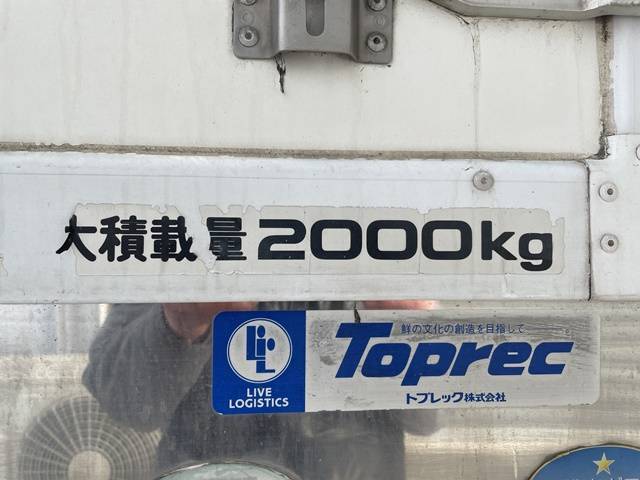 大積載量2000kg
LiL
LIVE
LOGISTICS
鮮の文化の創造を目指して
Toprec
トプレック株式会社